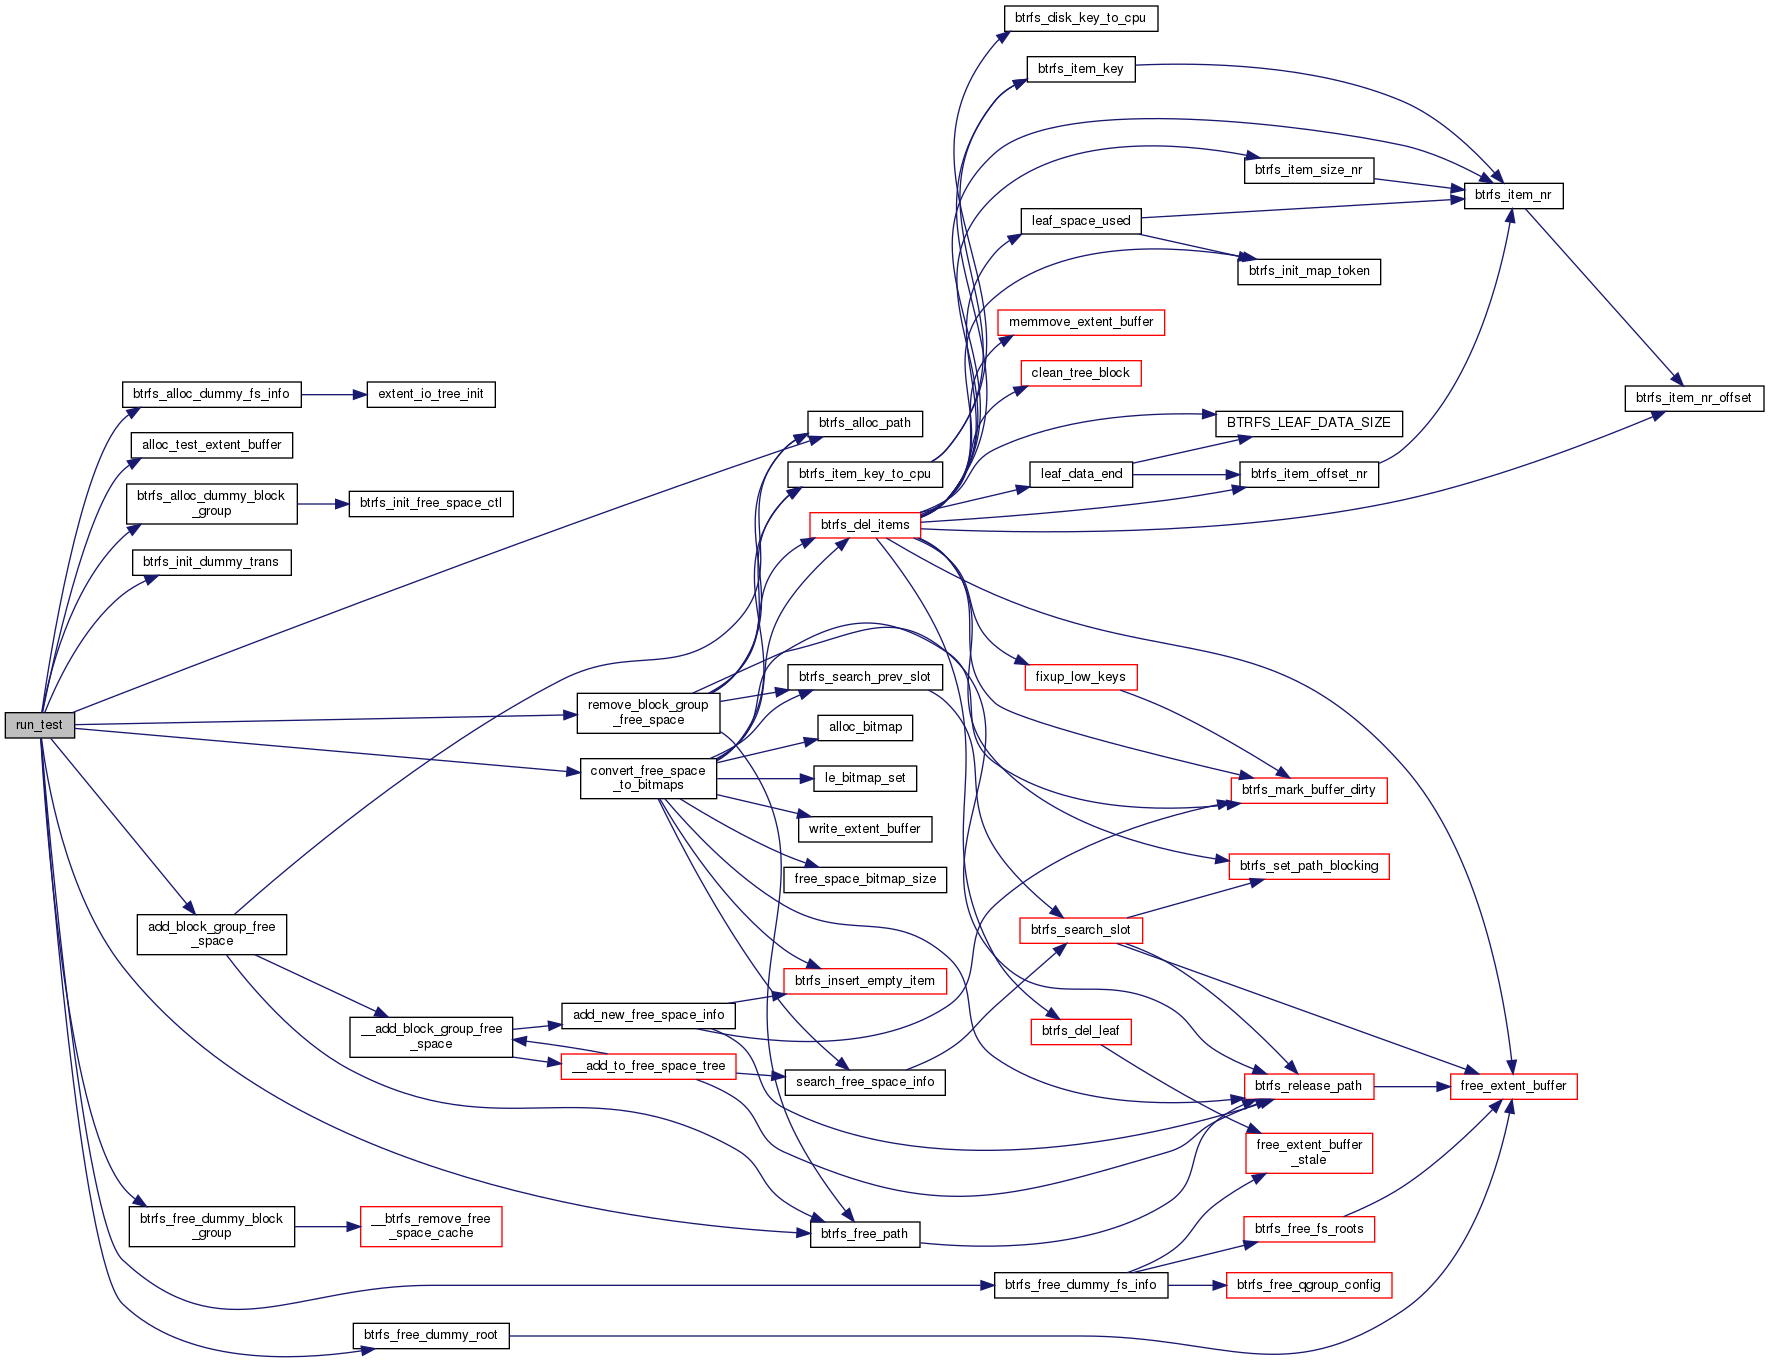 btrfs_disk_key_to_cpu
btrfs_item_key
btrfs_item_size_nr
btrfs_item_nr
leaf_space_used
btrfs_init_map_token
memmove_extent_buffer
clean_tree_block
btrfs_alloc_dummy_fs_info
extent_io_tree_init
btrfs_item_nr_offset
btrfs_alloc_path
BTRFS_LEAF_DATA_SIZE
alloc_test_extent_buffer
btrfs_item_key_to_cpu
leaf_data_end
btrfs_item_offset_nr
btrfs_alloc_dummy_block
_group
btrfs_init_free_space_ctl
btrfs_del_items
btrfs_init_dummy_trans
btrfs_search_prev_slot
fixup_low_keys
remove_block_group
_free_space
run_test
alloc_bitmap
convert_free_space
_to_bitmaps
le_bitmap_set
btrfs_mark_buffer_dirty
write_extent_buffer
btrfs_set_path_blocking
free_space_bitmap_size
add_block_group_free
_space
btrfs_search_slot
btrfs_insert_empty_item
add_new_free_space_info
__add_block_group_free
_space
btrfs_del_leaf
__add_to_free_space_tree
search_free_space_info
btrfs_release_path
free_extent_buffer
free_extent_buffer
_stale
btrfs_free_dummy_block
_group
__btrfs_remove_free
_space_cache
btrfs_free_path
btrfs_free_fs_roots
btrfs_free_dummy_fs_info
btrfs_free_qgroup_config
btrfs_free_dummy_root